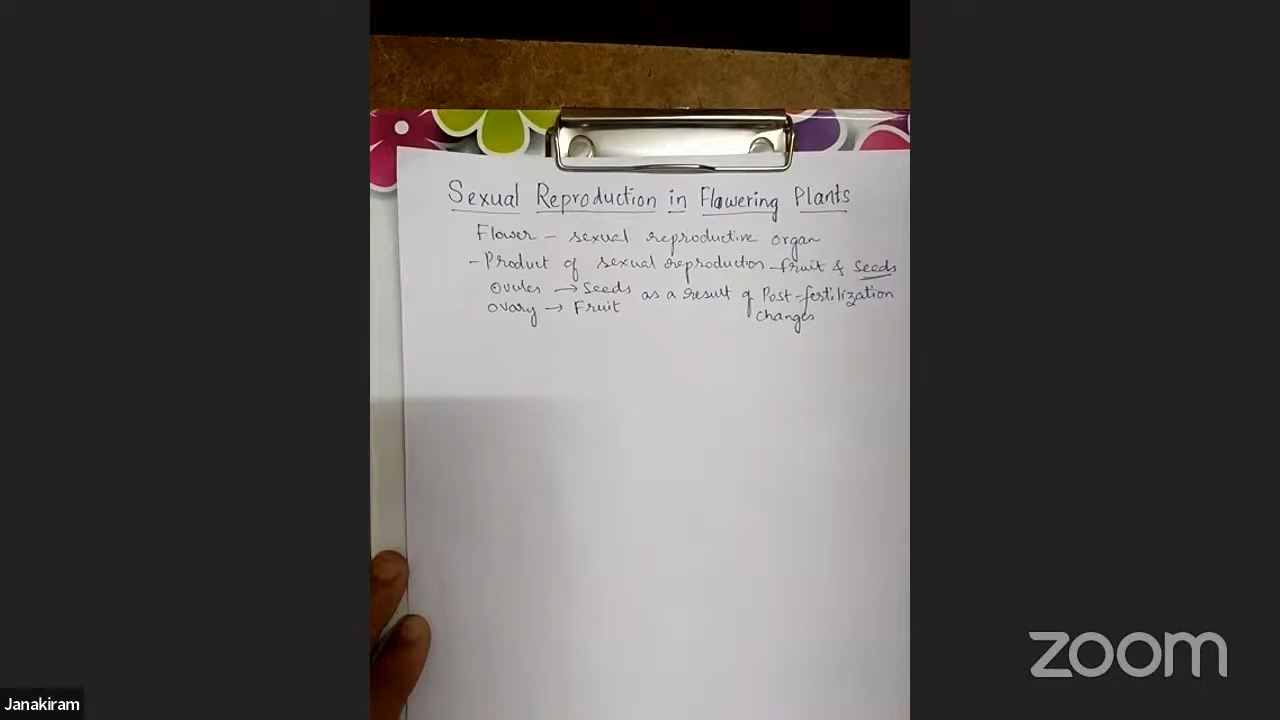 Sexual Reproduction in Flowering Plants
Flower - sexual reproductive organ
- Product of sexual reproduction - fruit & seeds
Ovules → Seeds as a result of Post-fertilization
ovary → Fruit changes
zoom
Janakiram